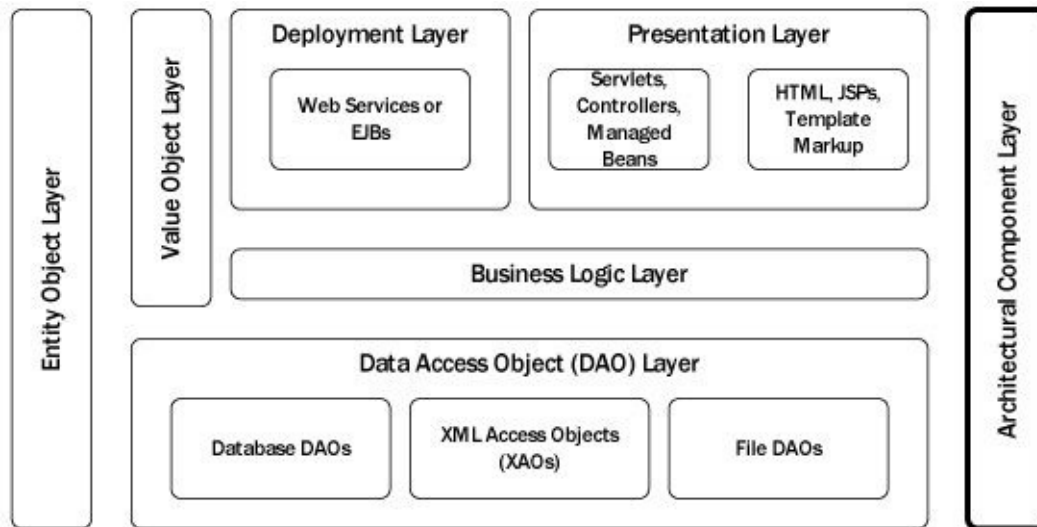 Entity Object Layer
Value Object Layer
Deployment Layer
Web Services or
EJBs
Presentation Layer
Servlets,
Controllers,
Managed
Beans
HTML, JSPs,
Template
Markup
Business Logic Layer
Data Access Object (DAO) Layer
Database DAOs
XML Access Objects
(XAOs)
File DAOs
Architectural Component Layer